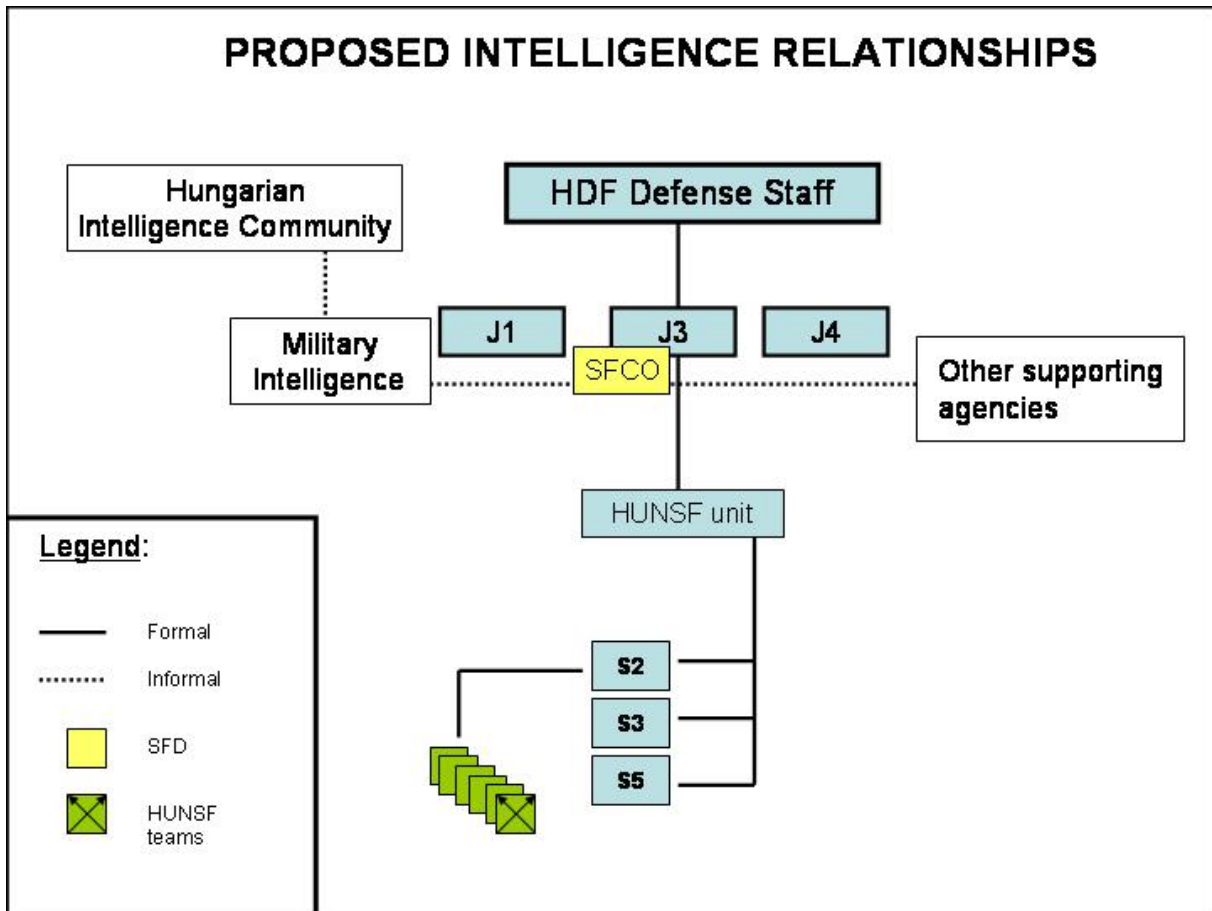 PROPOSED INTELLIGENCE RELATIONSHIPS
Hungarian
Intelligence Community
HDF Defense Staff
Military
Intelligence
J1
J3
J4
SFCO
Other supporting
agencies
HUNSF unit
Legend:
Formal
Informal
SFD
HUNSF
teams
S2
S3
S5